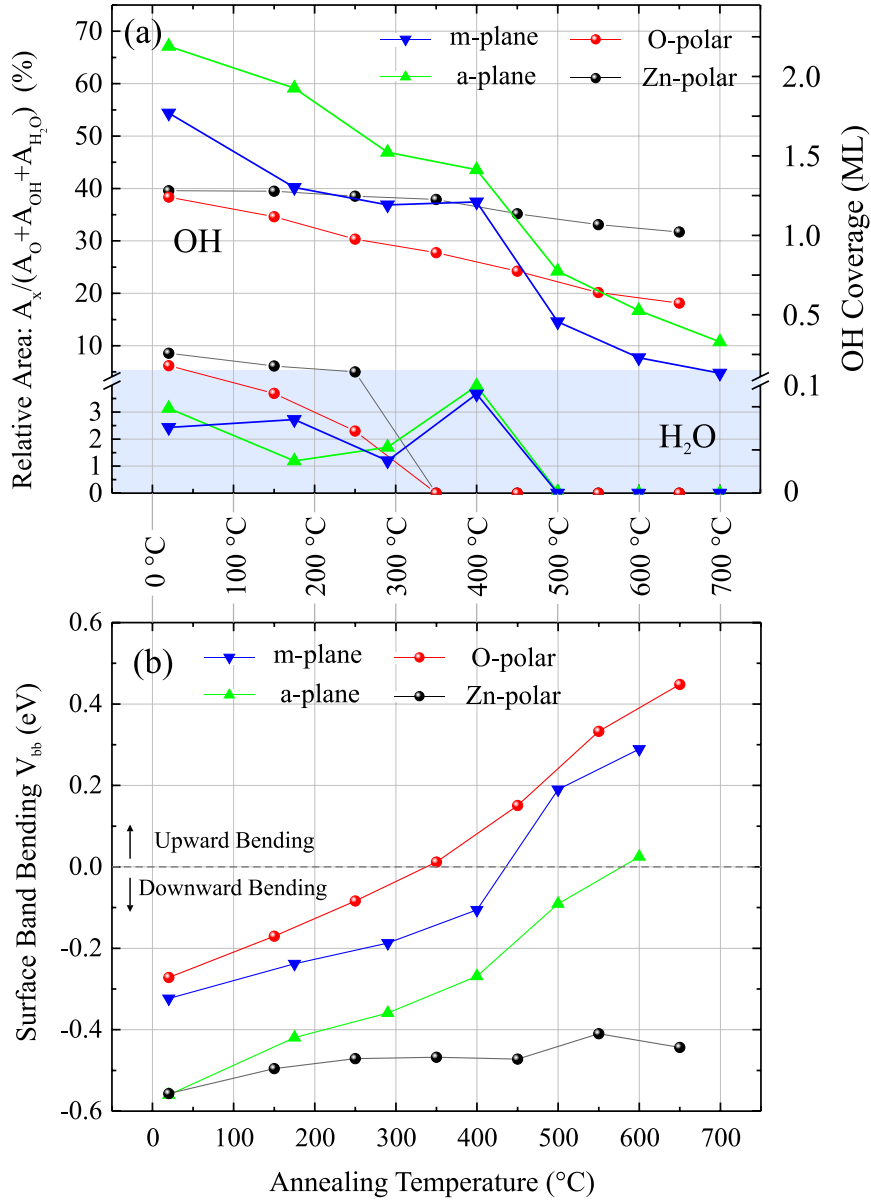 (a)
m-plane
O-polar
a-plane
Zn-polar
Relative Area: Aₓ/(A_O+A_OH+A_H₂O) (%)
70
60
50
40
30
20
10
3
2
1
0
OH
H₂O
OH Coverage (ML)
2.0
1.5
1.0
0.5
0.1
0
0 °C
100 °C
200 °C
300 °C
400 °C
500 °C
600 °C
700 °C
(b)
m-plane
O-polar
a-plane
Zn-polar
Surface Band Bending V_bb (eV)
0.6
0.4
0.2
0.0
-0.2
-0.4
-0.6
Upward Bending
Downward Bending
0 100 200 300 400 500 600 700
Annealing Temperature (°C)